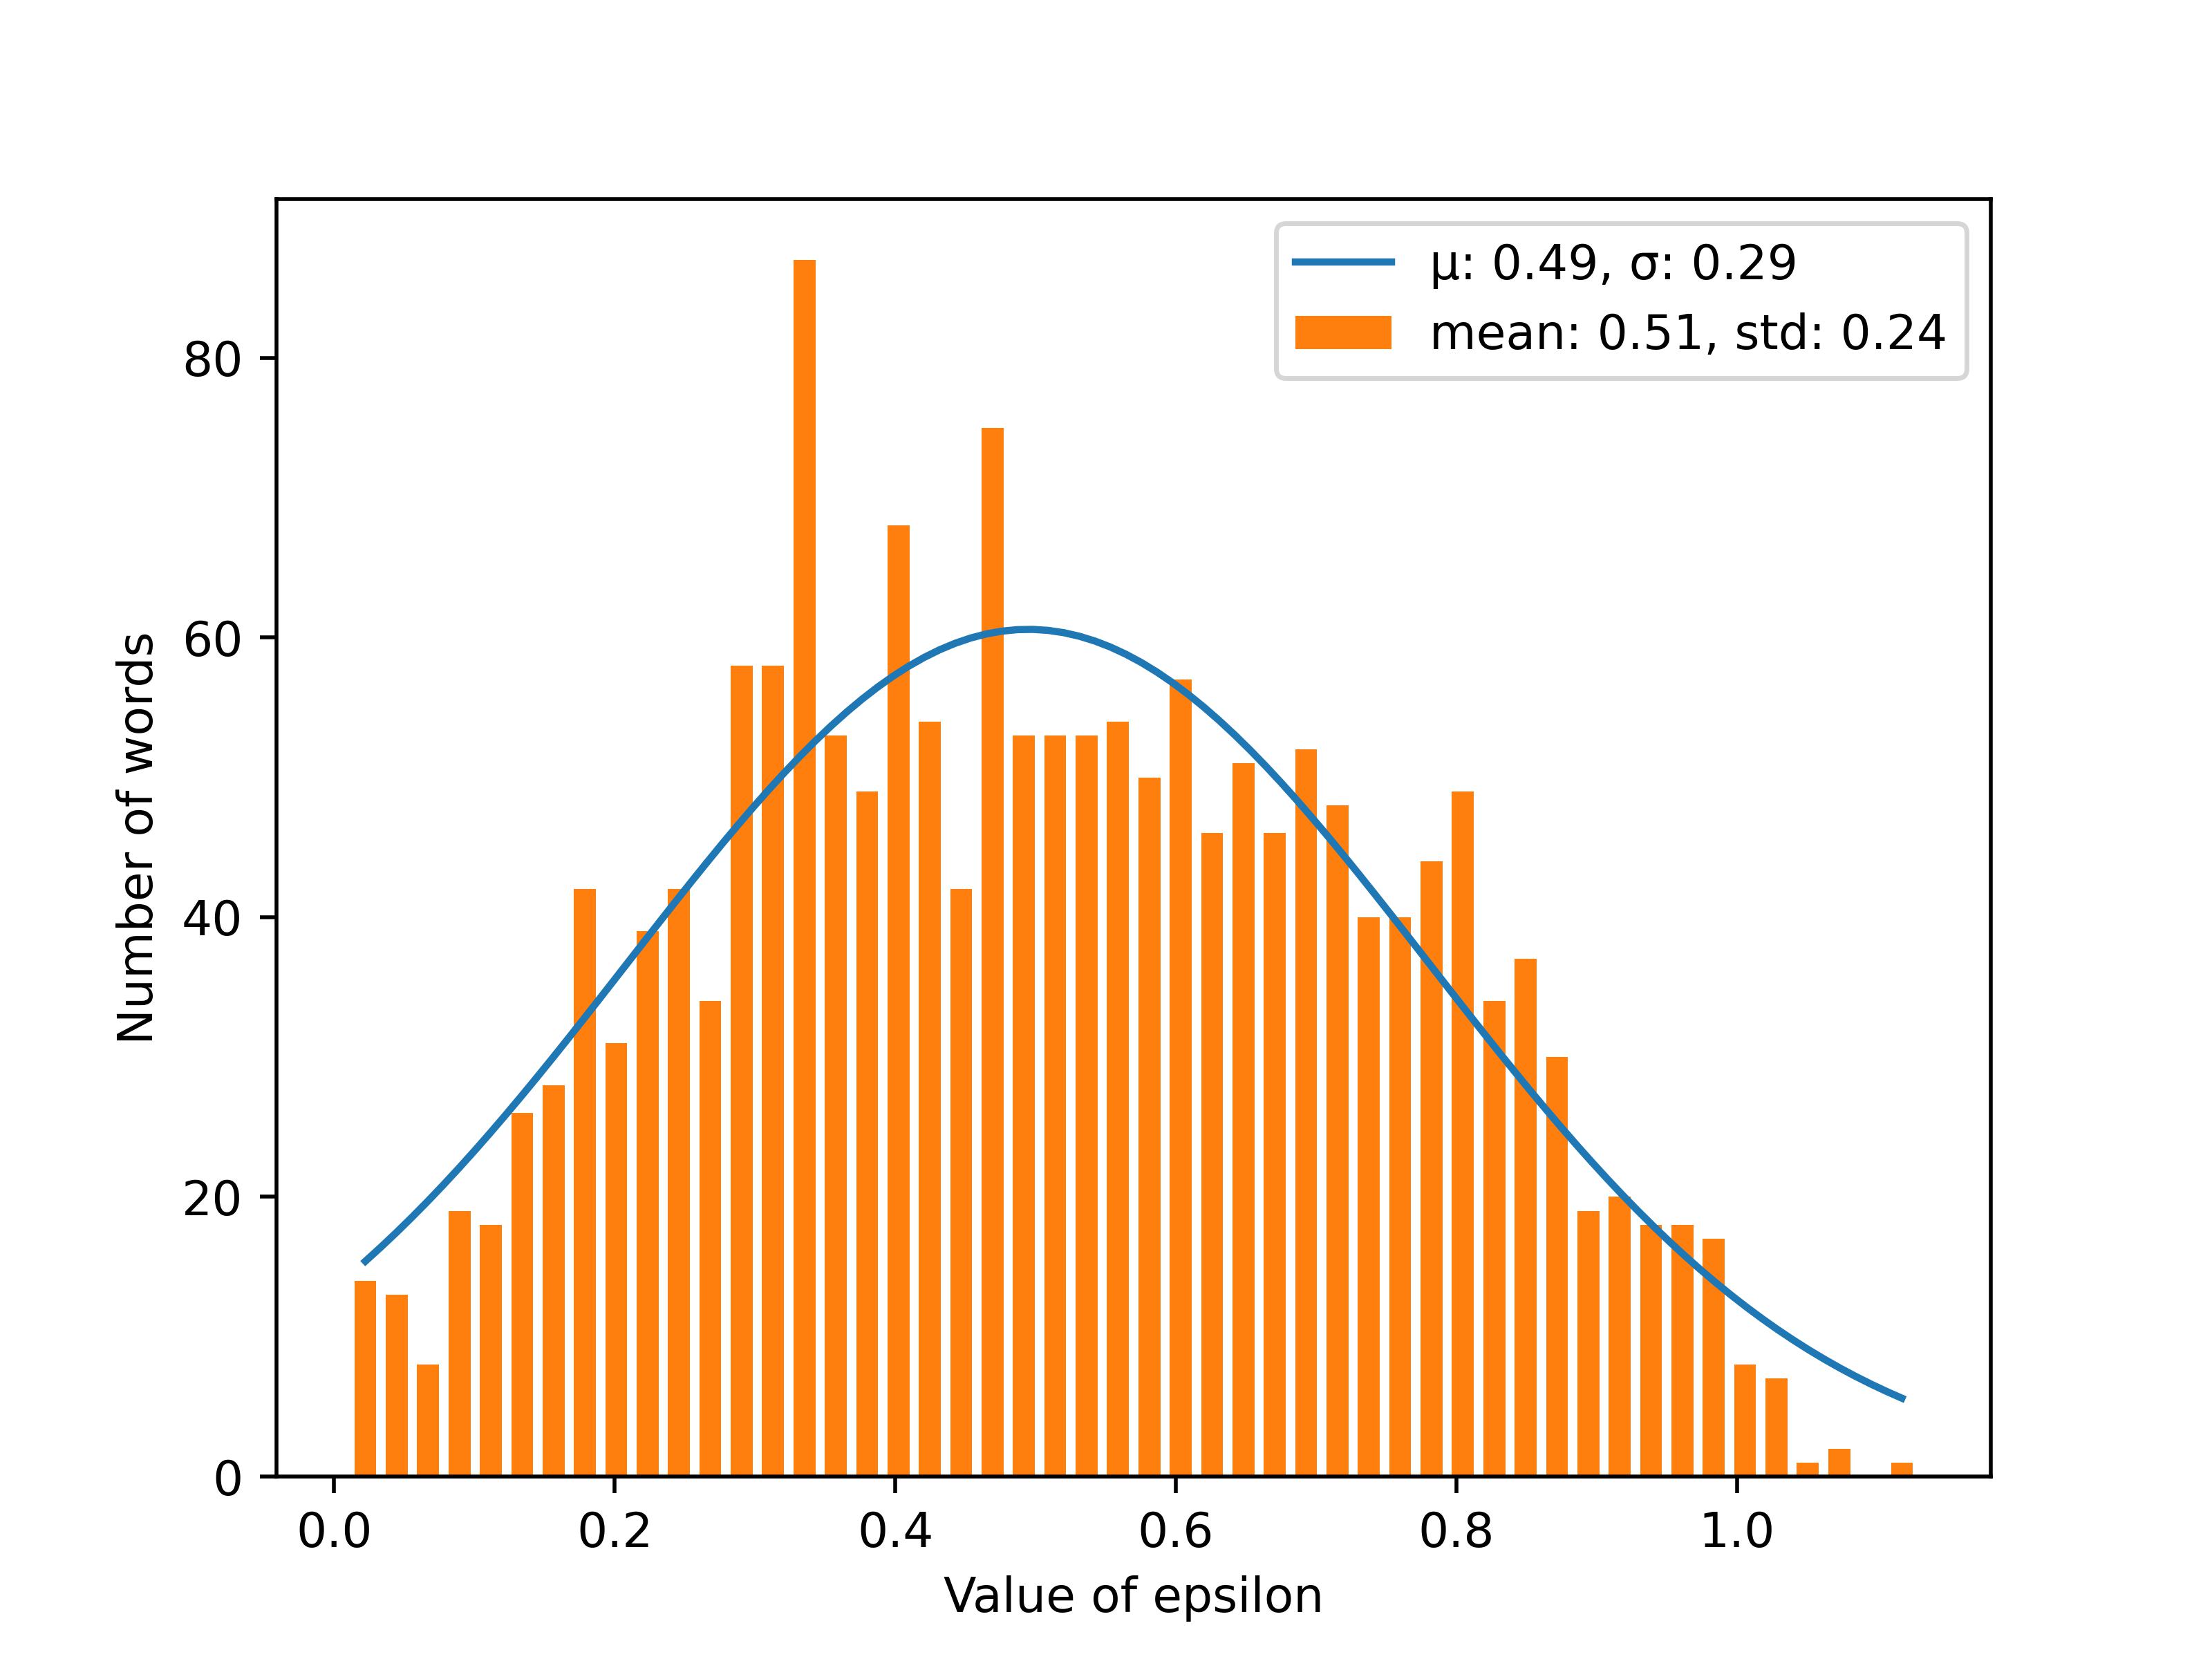 μ: 0.49, σ: 0.29
mean: 0.51, std: 0.24
80
60
40
20
0
Number of words
0.0 0.2 0.4 0.6 0.8 1.0
Value of epsilon